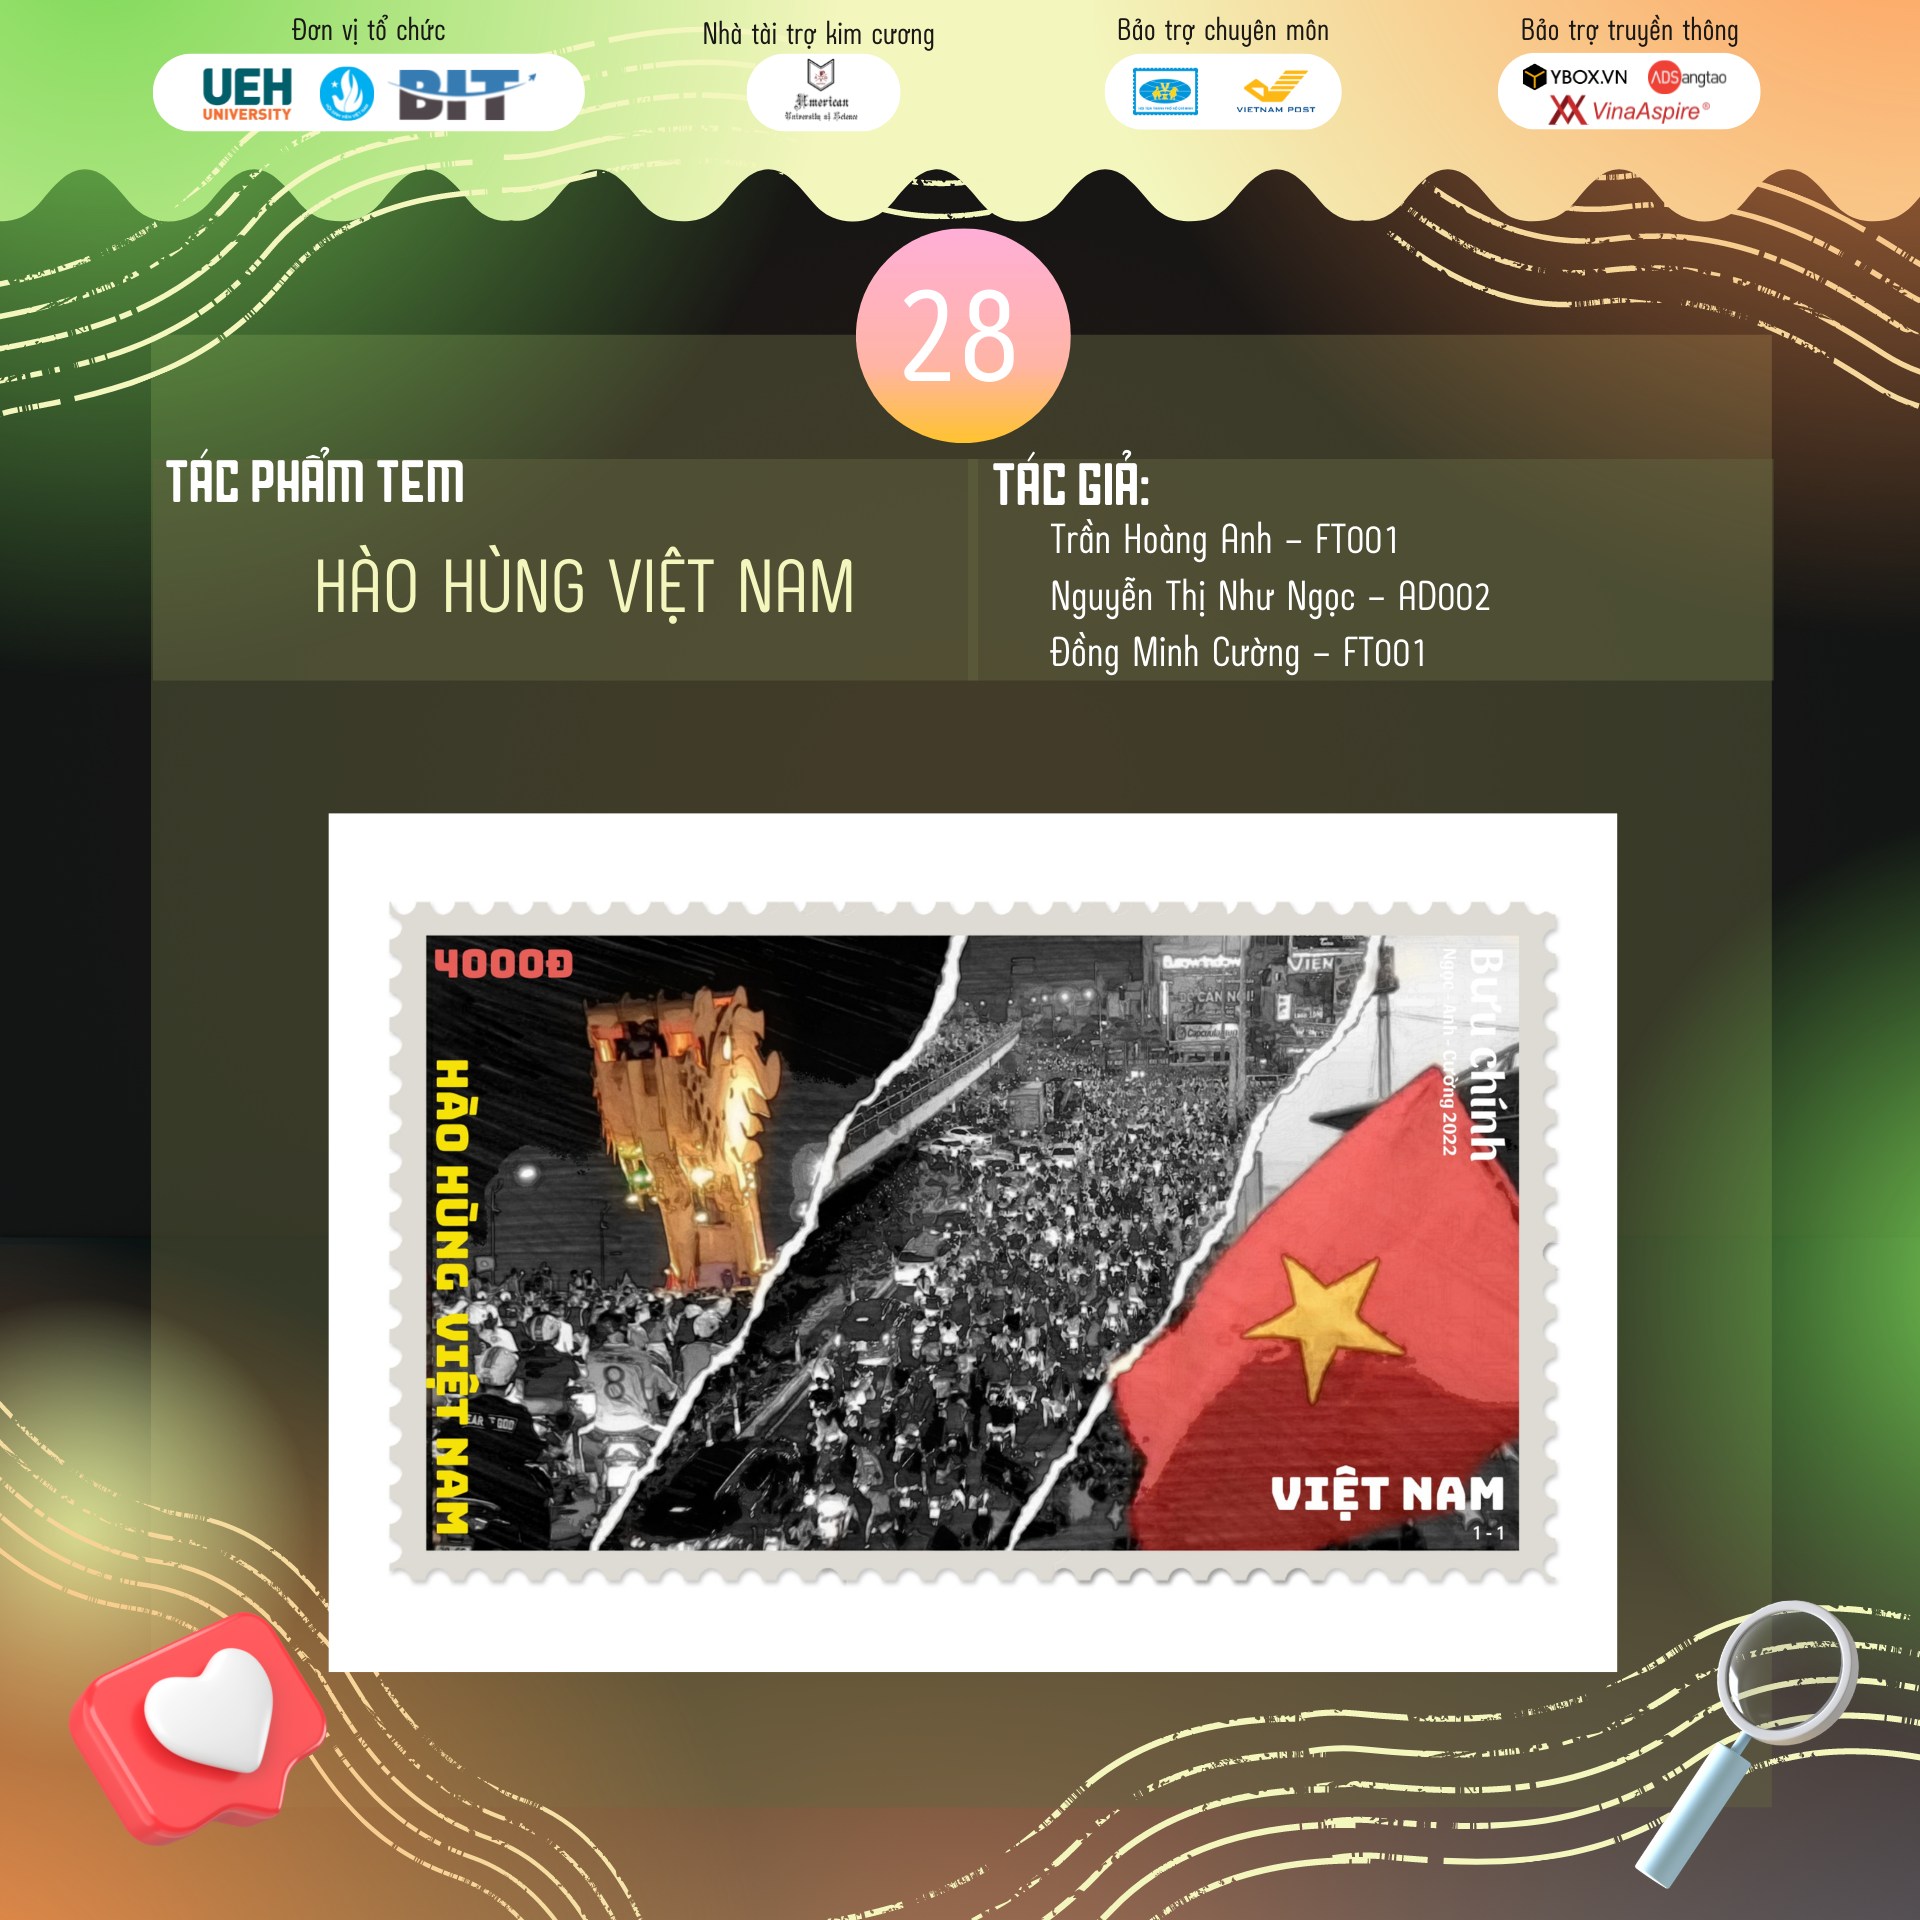 Đơn vị tổ chức
Nhà tài trợ kim cương
Bảo trợ chuyên môn
Bảo trợ truyền thông
UEH
UNIVERSITY
BIT
American
University of Science
VIETNAM POST
YBOX.VN
ADSangtao
VinaAspire®
28
TÁC PHẨM TEM
HÀO HÙNG VIỆT NAM
TÁC GIẢ:
Trần Hoàng Anh – FT001
Nguyễn Thị Như Ngọc – AD002
Đồng Minh Cường – FT001
4000Đ
HÀO HÙNG VIỆT NAM
Bưu chính
Ngọc - Anh - Cường 2022
VIEN
8
VIỆT NAM
1 - 1